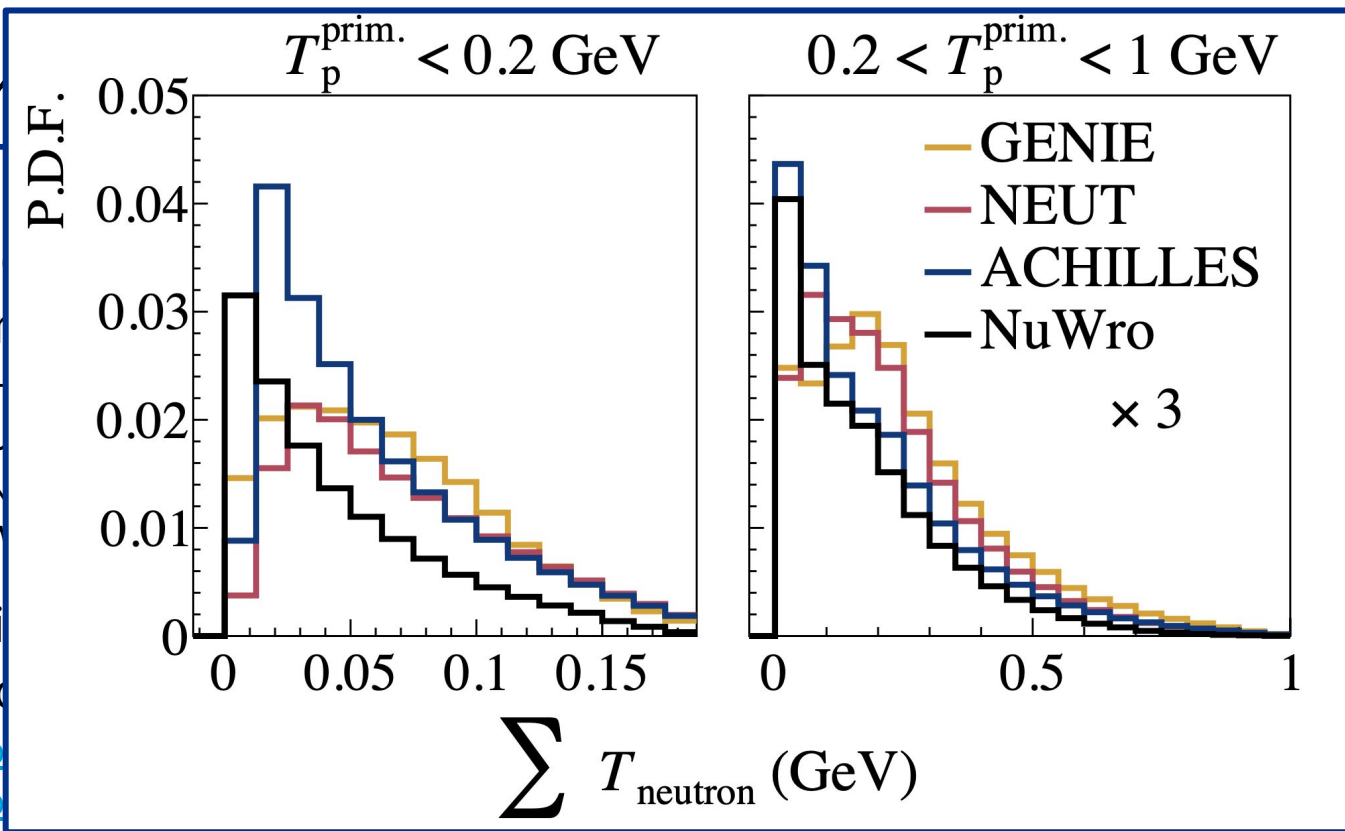 T_p^prim. < 0.2 GeV
0.2 < T_p^prim. < 1 GeV
P.D.F.
0.05
0.04
0.03
0.02
0.01
0
GENIE
NEUT
ACHILLES
NuWro
× 3
0 0.05 0.1 0.15
0 0.5 1
∑ T_neutron (GeV)